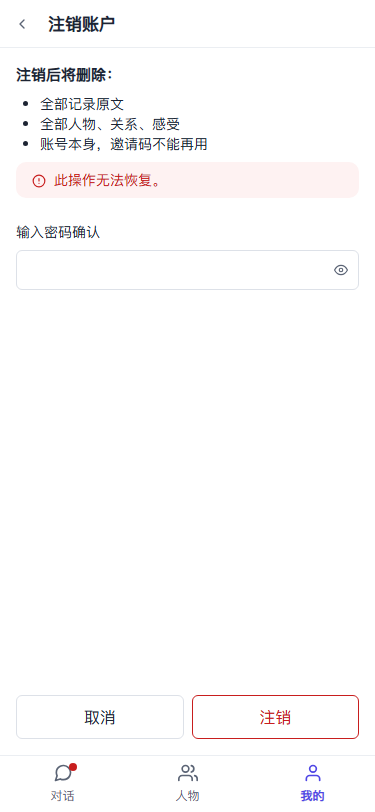 注销账户
注销后将删除：
全部记录原文
全部人物、关系、感受
账号本身，邀请码不能再用
此操作无法恢复。
输入密码确认
取消
注销
对话
人物
我的